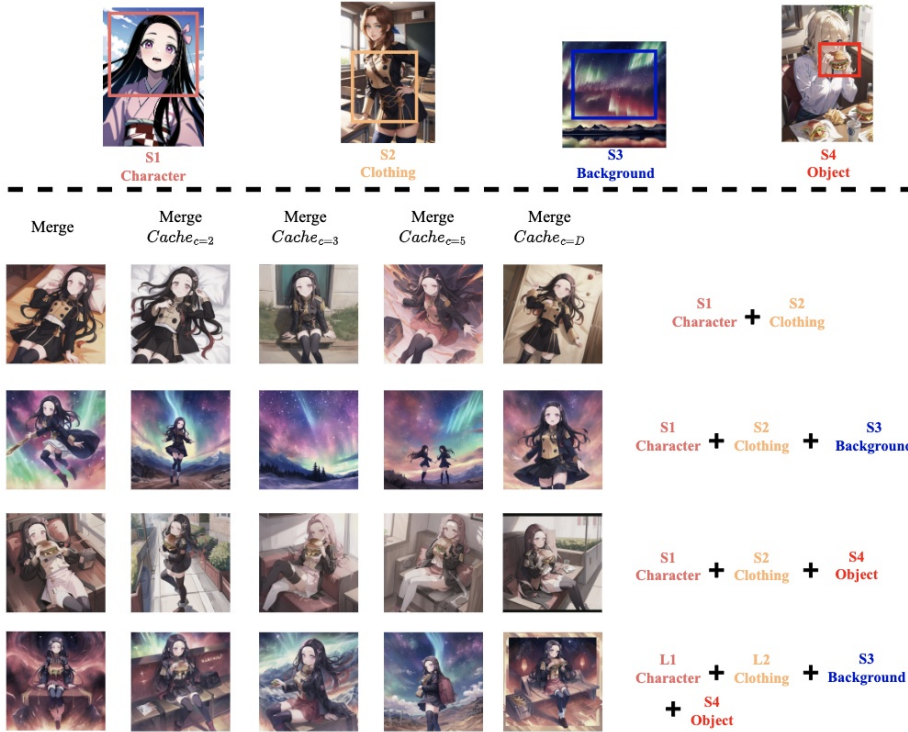 S1
Character
S2
Clothing
S3
Background
S4
Object
Merge
Merge
Cache_{c=2}
Merge
Cache_{c=3}
Merge
Cache_{c=5}
Merge
Cache_{c=D}
S1 + S2
Character Clothing
S1 + S2 + S3
Character Clothing Background
S1 + S2 + S4
Character Clothing Object
L1 + L2 + S3
Character Clothing Background
+ S4
Object